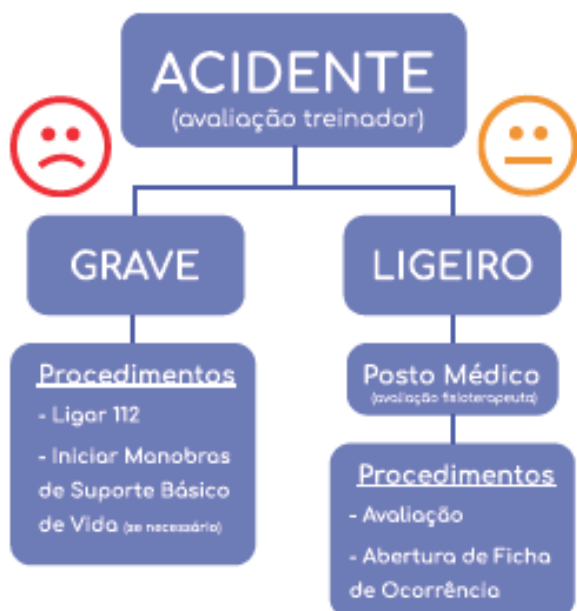 ACIDENTE
(avaliação treinador)
GRAVE
LIGEIRO
Procedimentos
- Ligar 112
- Iniciar Manobras
de Suporte Básico
de Vida (se necessário)
Posto Médico
(avaliação fisioterapeuta)
Procedimentos
- Avaliação
- Abertura de Ficha
de Ocorrência